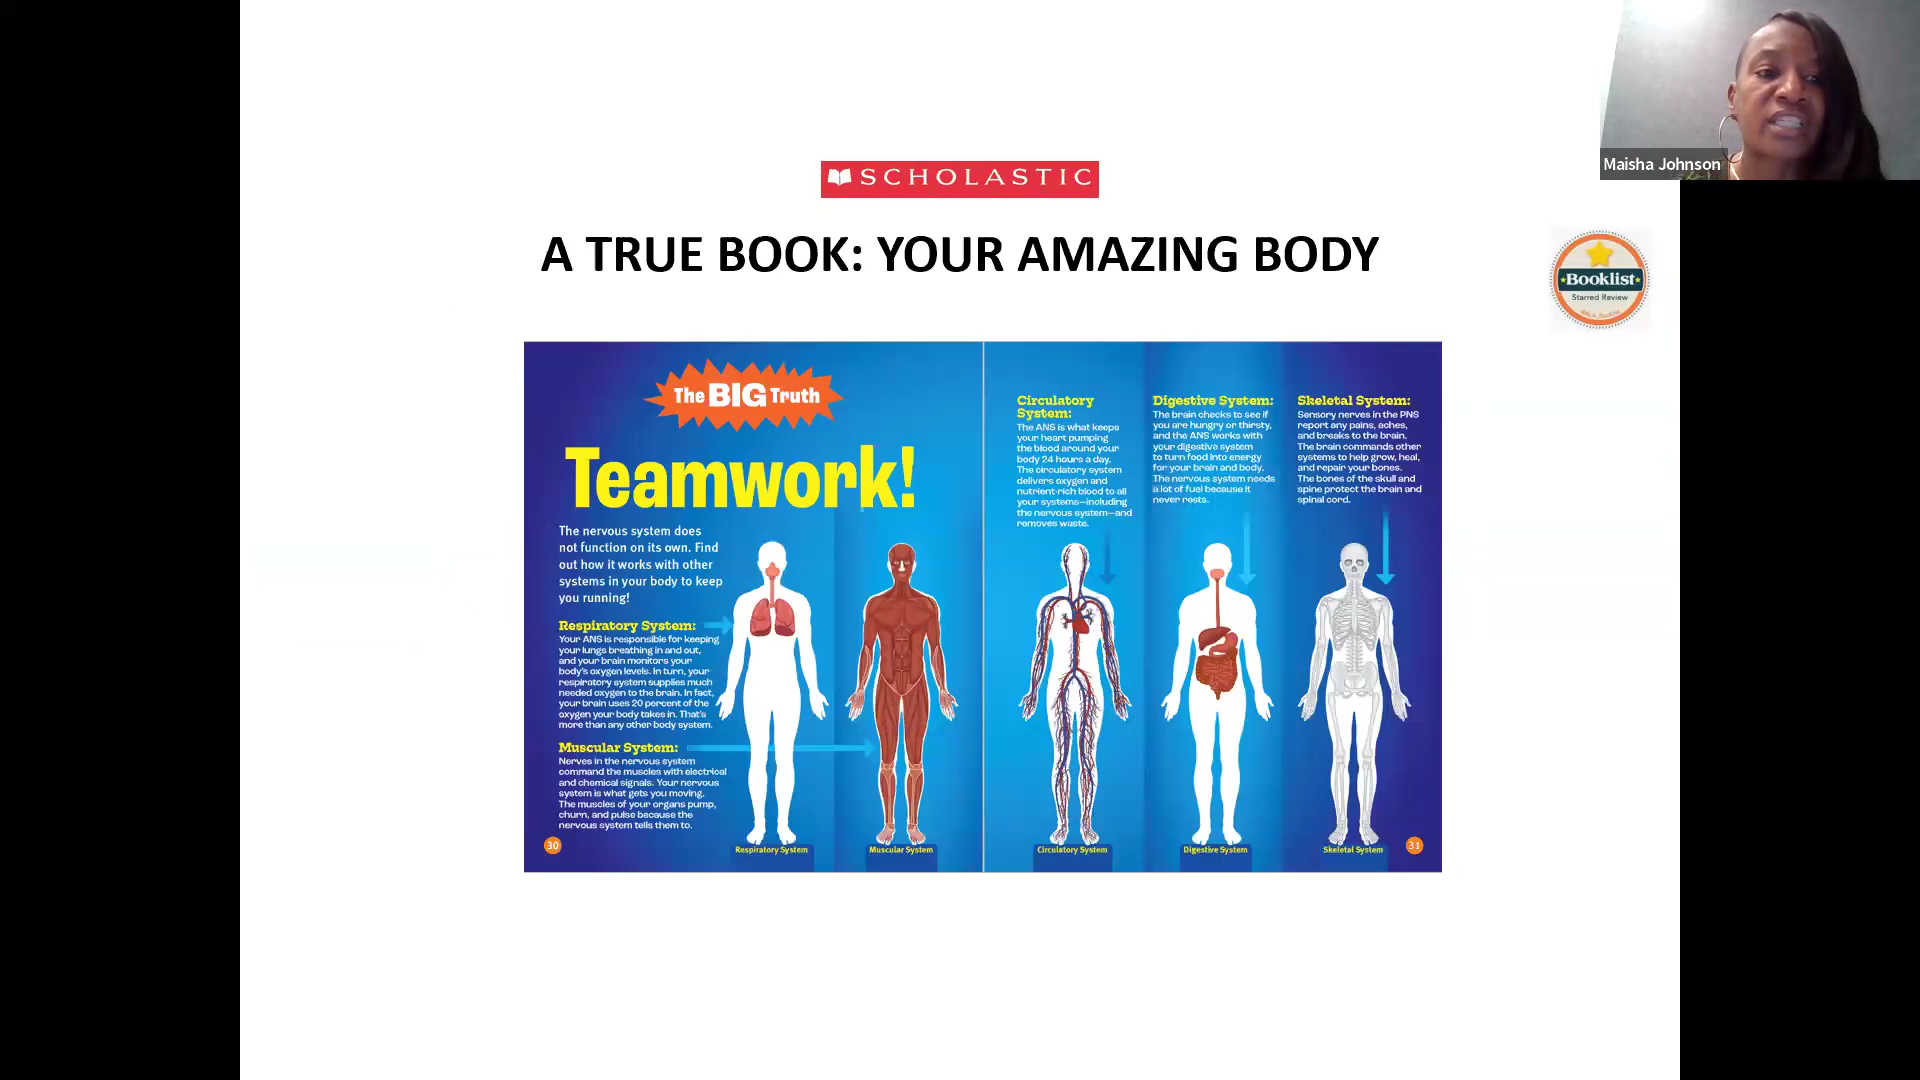 Maisha Johnson
SCHOLASTIC
A TRUE BOOK: YOUR AMAZING BODY
Booklist
Starred Review
The BIG Truth
Teamwork!
The nervous system does
not function on its own. Find
out how it works with other
systems in your body to keep
you running!
Respiratory System:
Your ANS is responsible for keeping
your lungs breathing in and out,
and your brain monitors your
body's oxygen levels. In turn, your
respiratory system supplies much
needed oxygen to the brain. In fact,
your brain uses 20 percent of the
oxygen your body takes in. That's
more than any other body system.
Muscular System:
Nerves in the nervous system
command the muscles with electrical
and chemical signals. Your nervous
system is what gets you moving.
The muscles of your organs pump,
churn, and pulse because the
nervous system tells them to.
30
Respiratory System
Muscular System
Circulatory
System:
The ANS is what keeps
your heart pumping
the blood around your
body 24 hours a day.
The circulatory system
delivers oxygen and
nutrient-rich blood to all
your systems—including
the nervous system—and
removes waste.
Digestive System:
The brain checks to see if
you are hungry or thirsty,
and the ANS works with
your digestive system
to turn food into energy
for your brain and body.
The nervous system needs
a lot of fuel because it
never rests.
Skeletal System:
Sensory nerves in the PNS
report any pains, aches,
and breaks to the brain.
The brain commands other
systems to help grow, heal,
and repair your bones.
The bones of the skull and
spine protect the brain and
spinal cord.
Circulatory System
Digestive System
Skeletal System
31